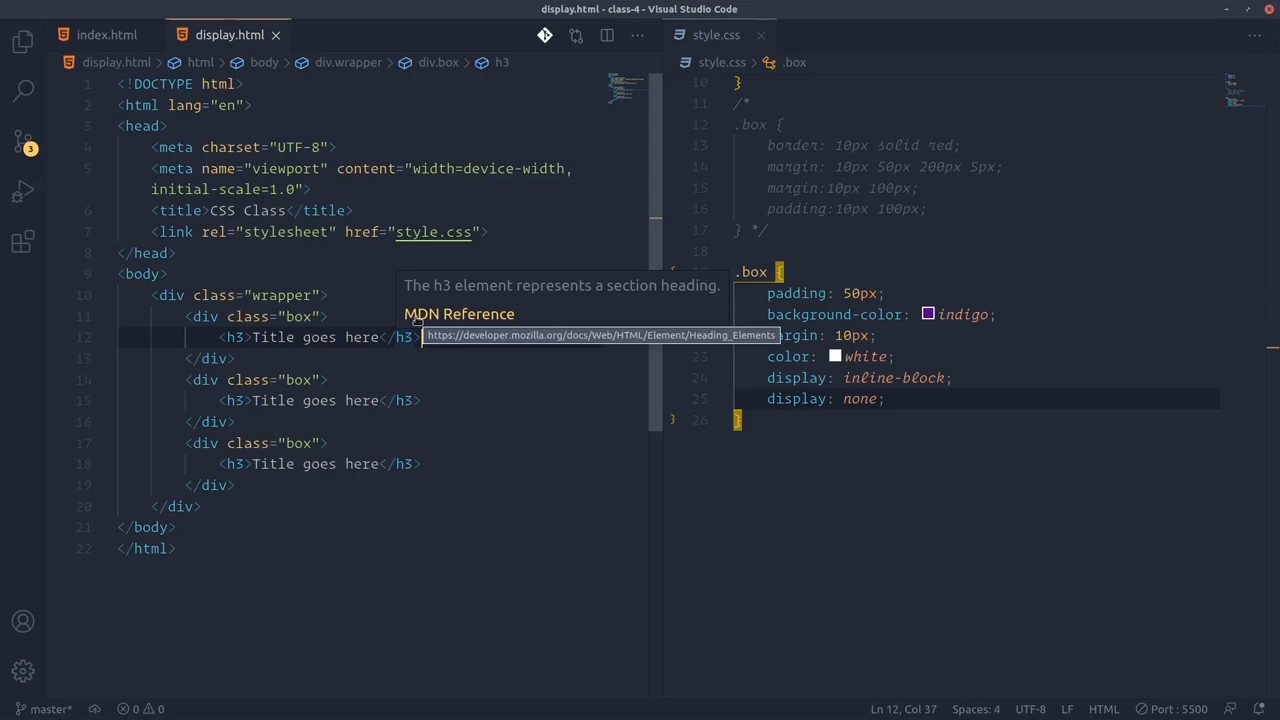 display.html - class-4 - Visual Studio Code
index.html
display.html
style.css
display.html
html
body
div.wrapper
div.box
h3
style.css
.box
1 <!DOCTYPE html>
2 <html lang="en">
3 <head>
4 <meta charset="UTF-8">
5 <meta name="viewport" content="width=device-width,
initial-scale=1.0">
6 <title>CSS Class</title>
7 <link rel="stylesheet" href="style.css">
8 </head>
9 <body>
10 <div class="wrapper">
11 <div class="box">
12 <h3>Title goes here</h3>
13 </div>
14 <div class="box">
15 <h3>Title goes here</h3>
16 </div>
17 <div class="box">
18 <h3>Title goes here</h3>
19 </div>
20 </div>
21 </body>
22 </html>
The h3 element represents a section heading.
MDN Reference
https://developer.mozilla.org/docs/Web/HTML/Element/Heading_Elements
10 }
11 /*
12 .box {
13 border: 10px solid red;
14 margin: 10px 50px 200px 5px;
15 margin:10px 100px;
16 padding:10px 100px;
17 } */
18
.box {
padding: 50px;
background-color: indigo;
23 argin: 10px;
color: white;
24 display: inline-block;
25 display: none;
26 }
3
master*
0
0
Ln 12, Col 37
Spaces: 4
UTF-8
LF
HTML
Port : 5500